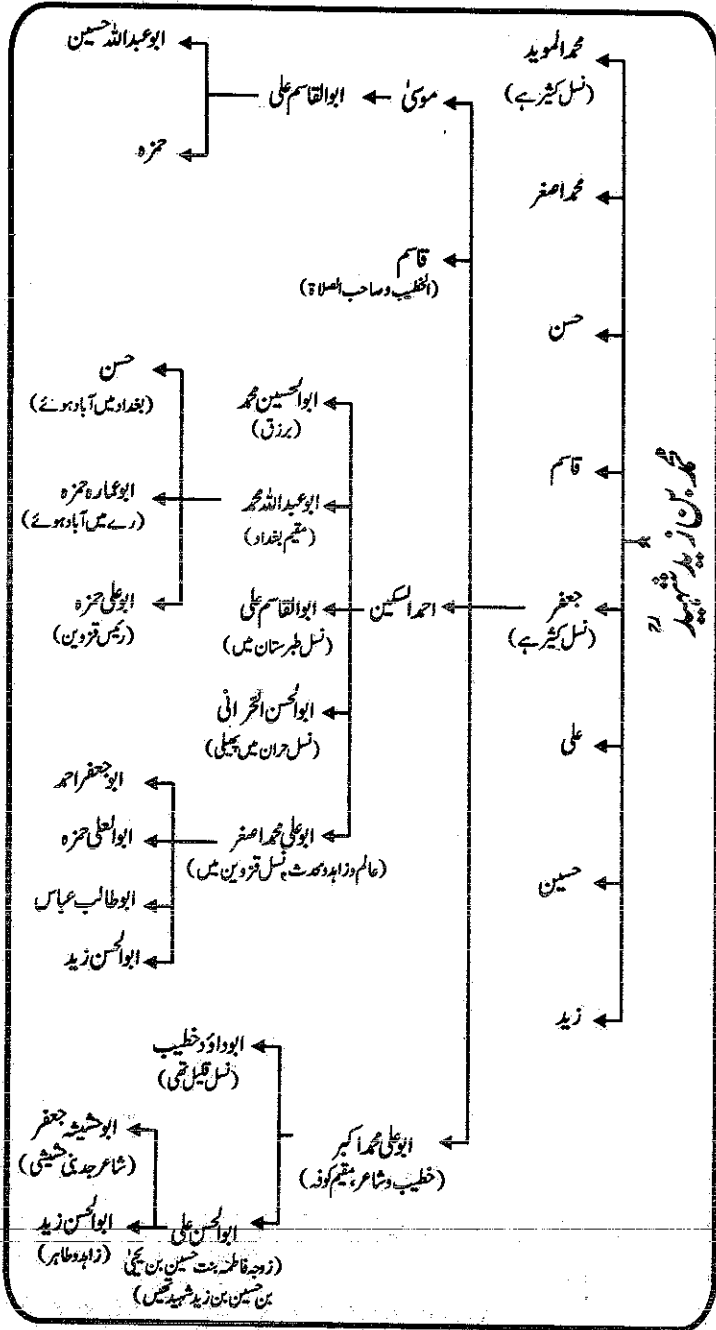 محمد بن زید شہیدؒ
محمد الموید
(نسل کثیر ہے)
محمد اصغر
حسن
قاسم
جعفر
(نسل کثیر ہے)
علی
حسین
زید
موسیٰ
ابوالقاسم علی
ابوعبداللہ حسین
حمزہ
قاسم
(الخطیب وصاحب الصلاۃ)
احمد السکین
ابوالحسین محمد
(برزق)
ابوعبداللہ محمد
(مقیم بغداد)
حسن
(بغداد میں آباد ہوئے)
ابوعمارہ حمزہ
(رے میں آباد ہوئے)
ابوعلی حمزہ
(رئیس قزوین)
ابوالقاسم علی
(نسل طبرستان میں)
ابوالحسن الحرّانی
(نسل حران میں پھیلی)
ابوعلی محمد اصغر
(عالم وزاہد ومحدث، نسل قزوین میں)
ابوجعفر احمد
ابوالعلی حمزہ
ابوطالب عباس
ابوالحسن زید
ابوعلی محمد اکبر
(خطیب وشاعر، مقیم کوفہ)
ابوداؤد خطیب
(نسل قلیل تھی)
ابوالحسن علی
(زوجہ فاطمہ بنت حسین بن یحییٰ
بن حسین بن زید شہید تھیں)
ابوحشیشہ جعفر
(شاعر جدبنی حشیشی)
ابوالحسن زید
(زاہد وطاہر)